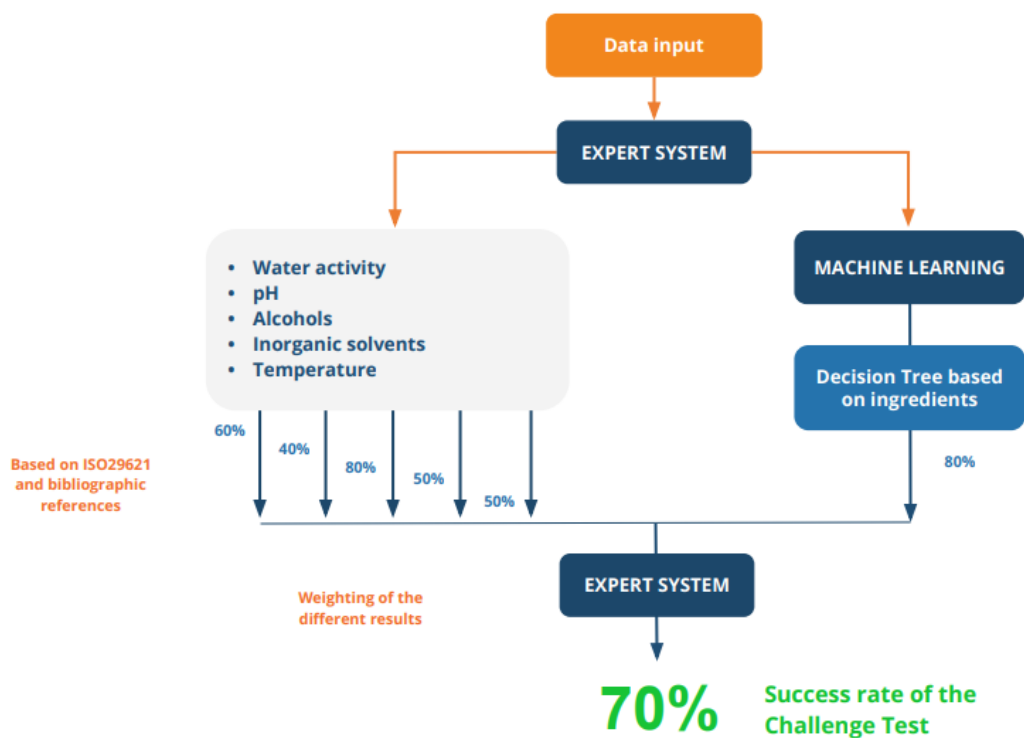 Data input
EXPERT SYSTEM
• Water activity
• pH
• Alcohols
• Inorganic solvents
• Temperature
MACHINE LEARNING
Decision Tree based
on ingredients
60%
40%
80%
50%
50%
80%
Based on ISO29621
and bibliographic
references
EXPERT SYSTEM
Weighting of the
different results
70%
Success rate of the
Challenge Test